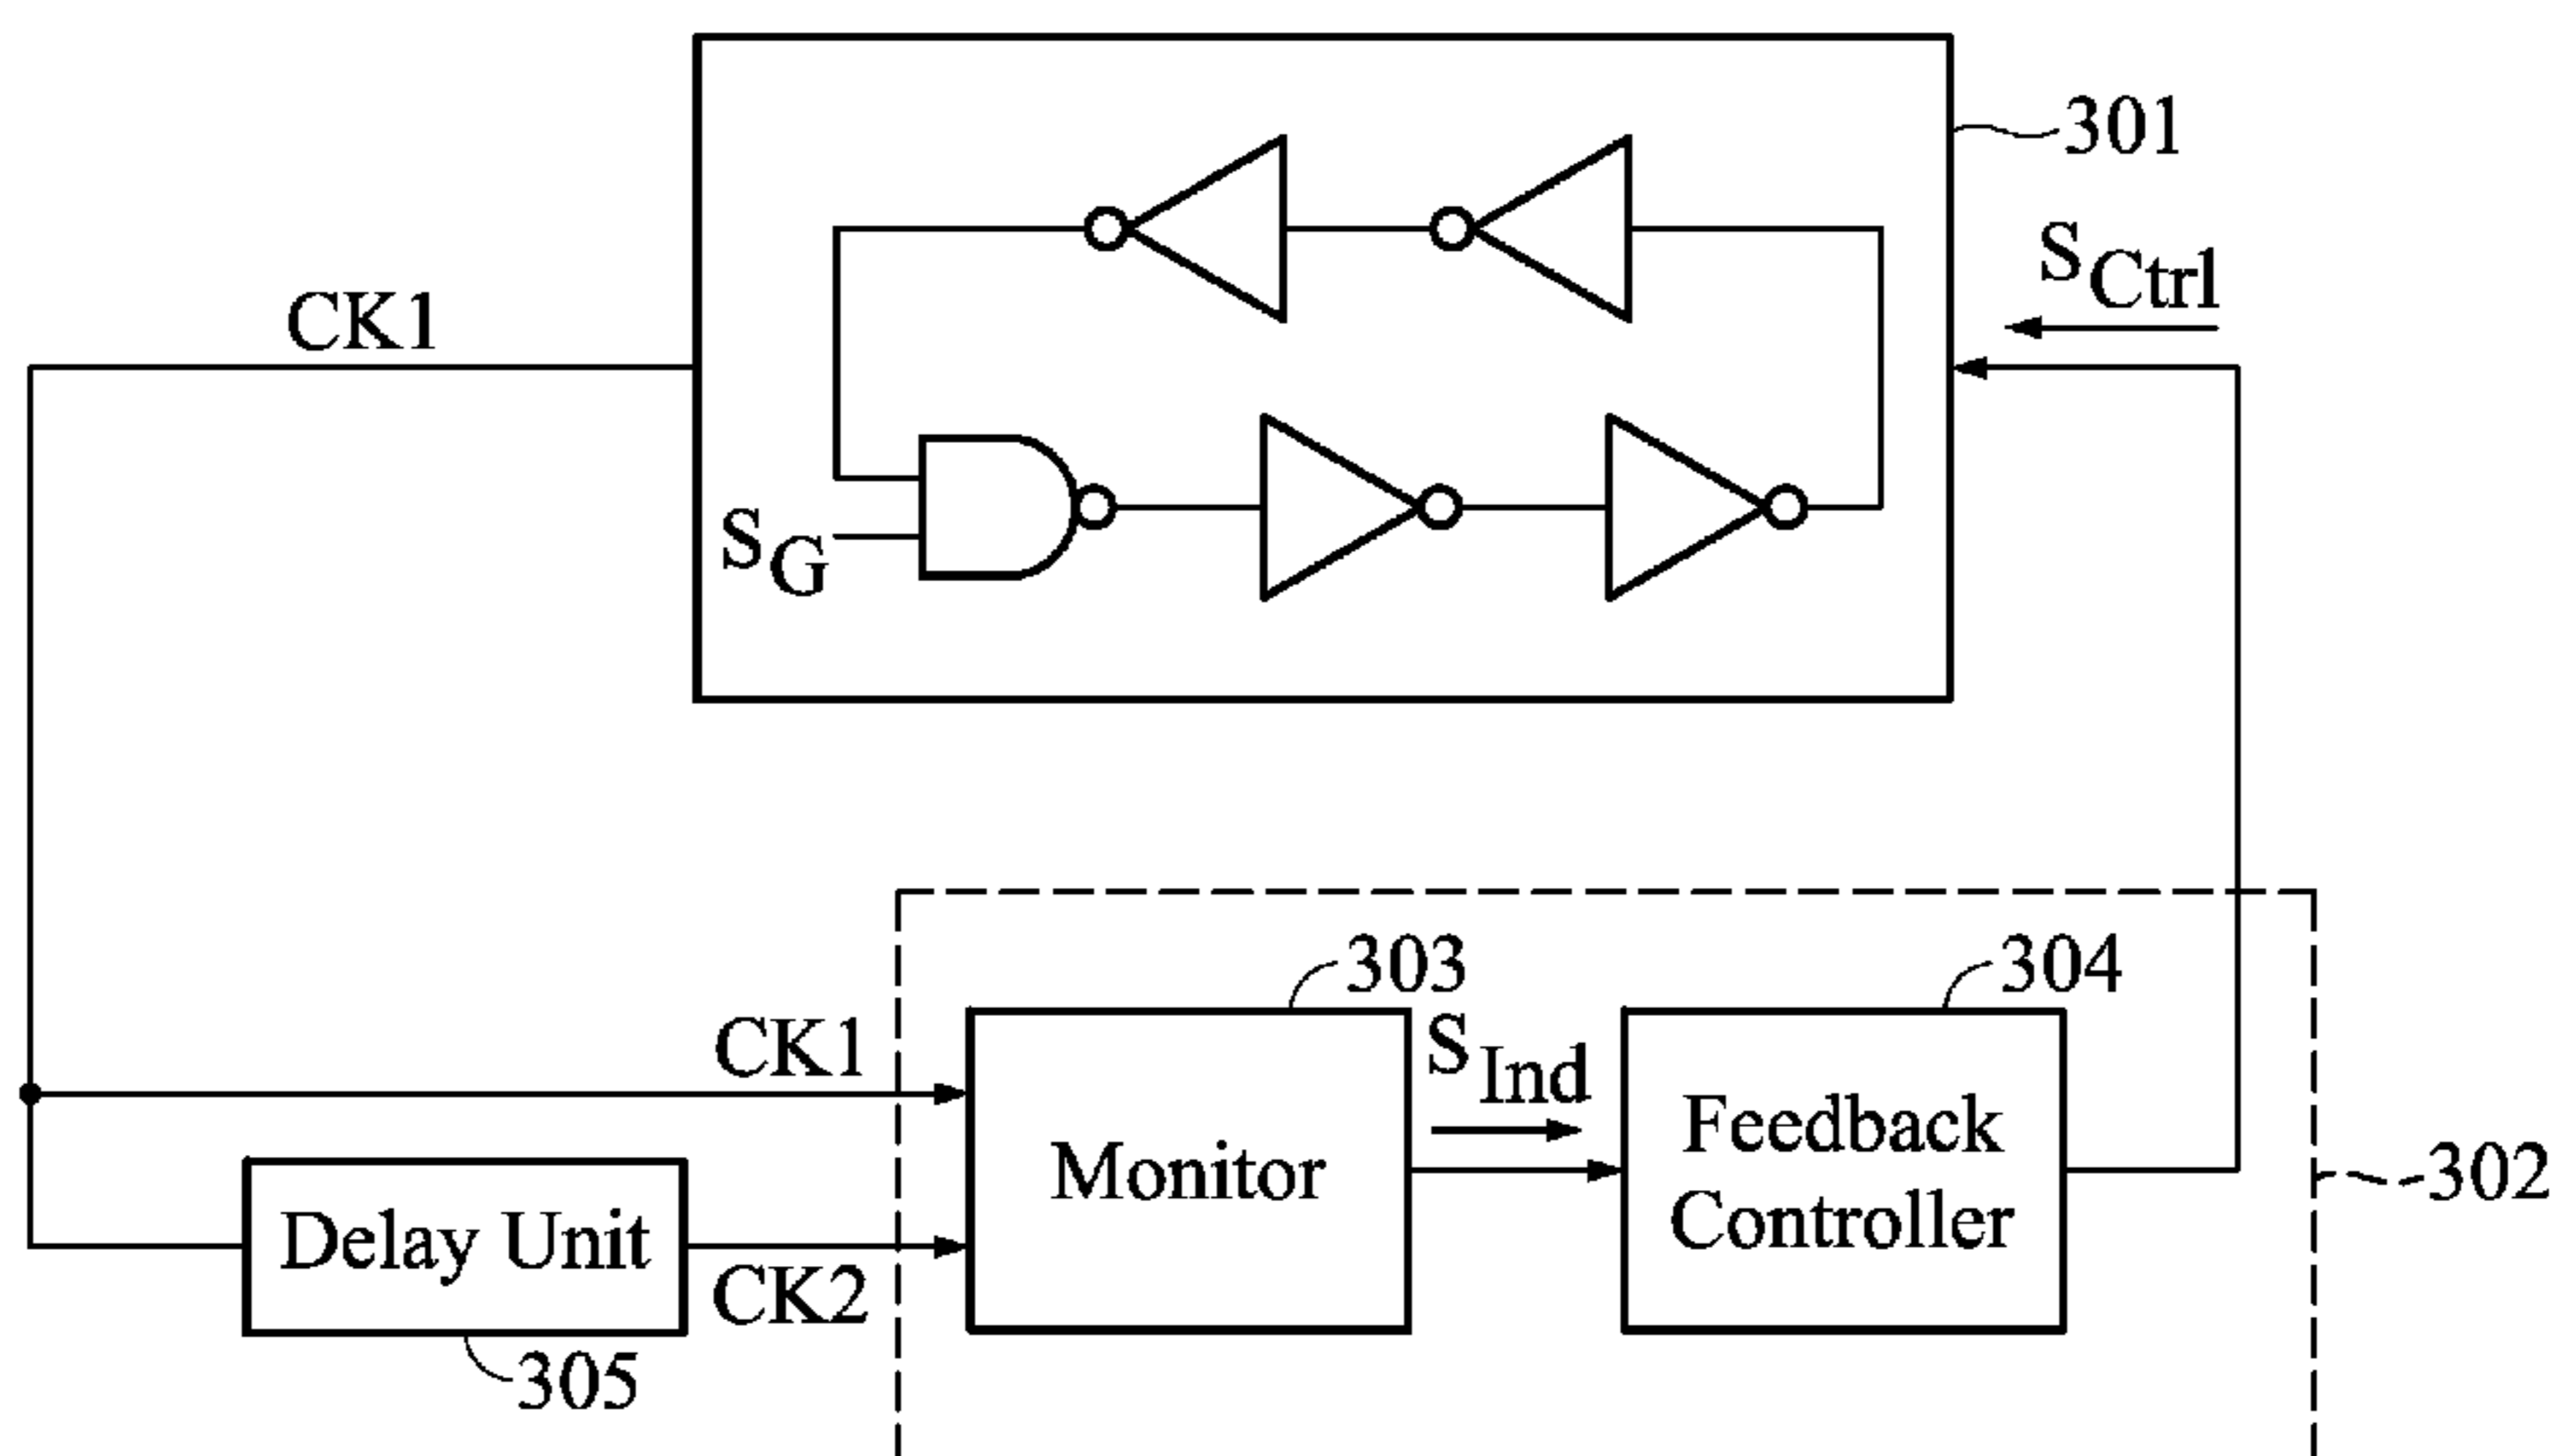 301
S_Ctrl
CK1
S_G
303
304
CK1
S_Ind
Monitor
Feedback
Controller
302
Delay Unit
CK2
305